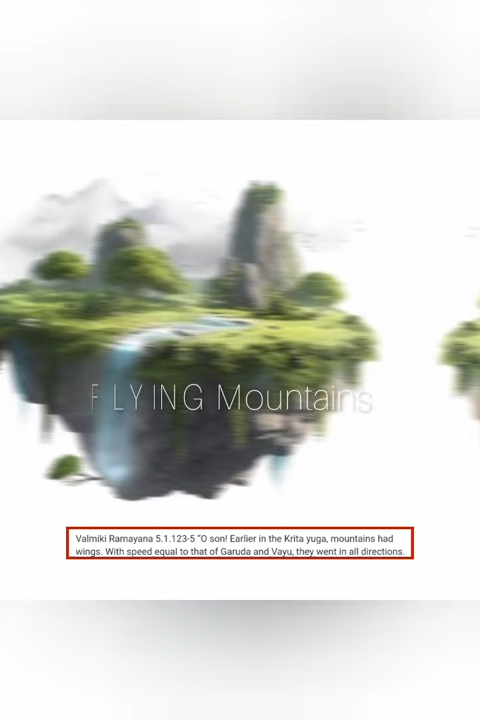 FLYING Mountains
Valmiki Ramayana 5.1.123-5 “O son! Earlier in the Krita yuga, mountains had
wings. With speed equal to that of Garuda and Vayu, they went in all directions.